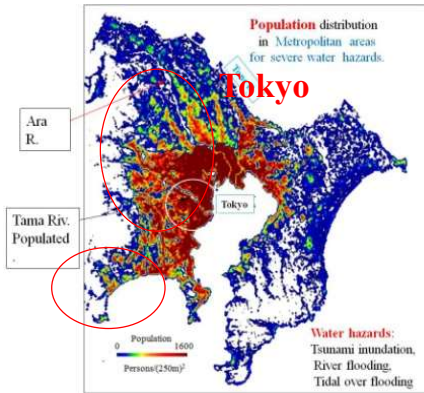 Population distribution
in Metropolitan areas
for severe water hazards.
Tokyo
Ara
R.
Tama Riv.
Populated
Tokyo
Population
0 1600
Persons/(250m)²
Water hazards:
Tsunami inundation,
River flooding,
Tidal over flooding